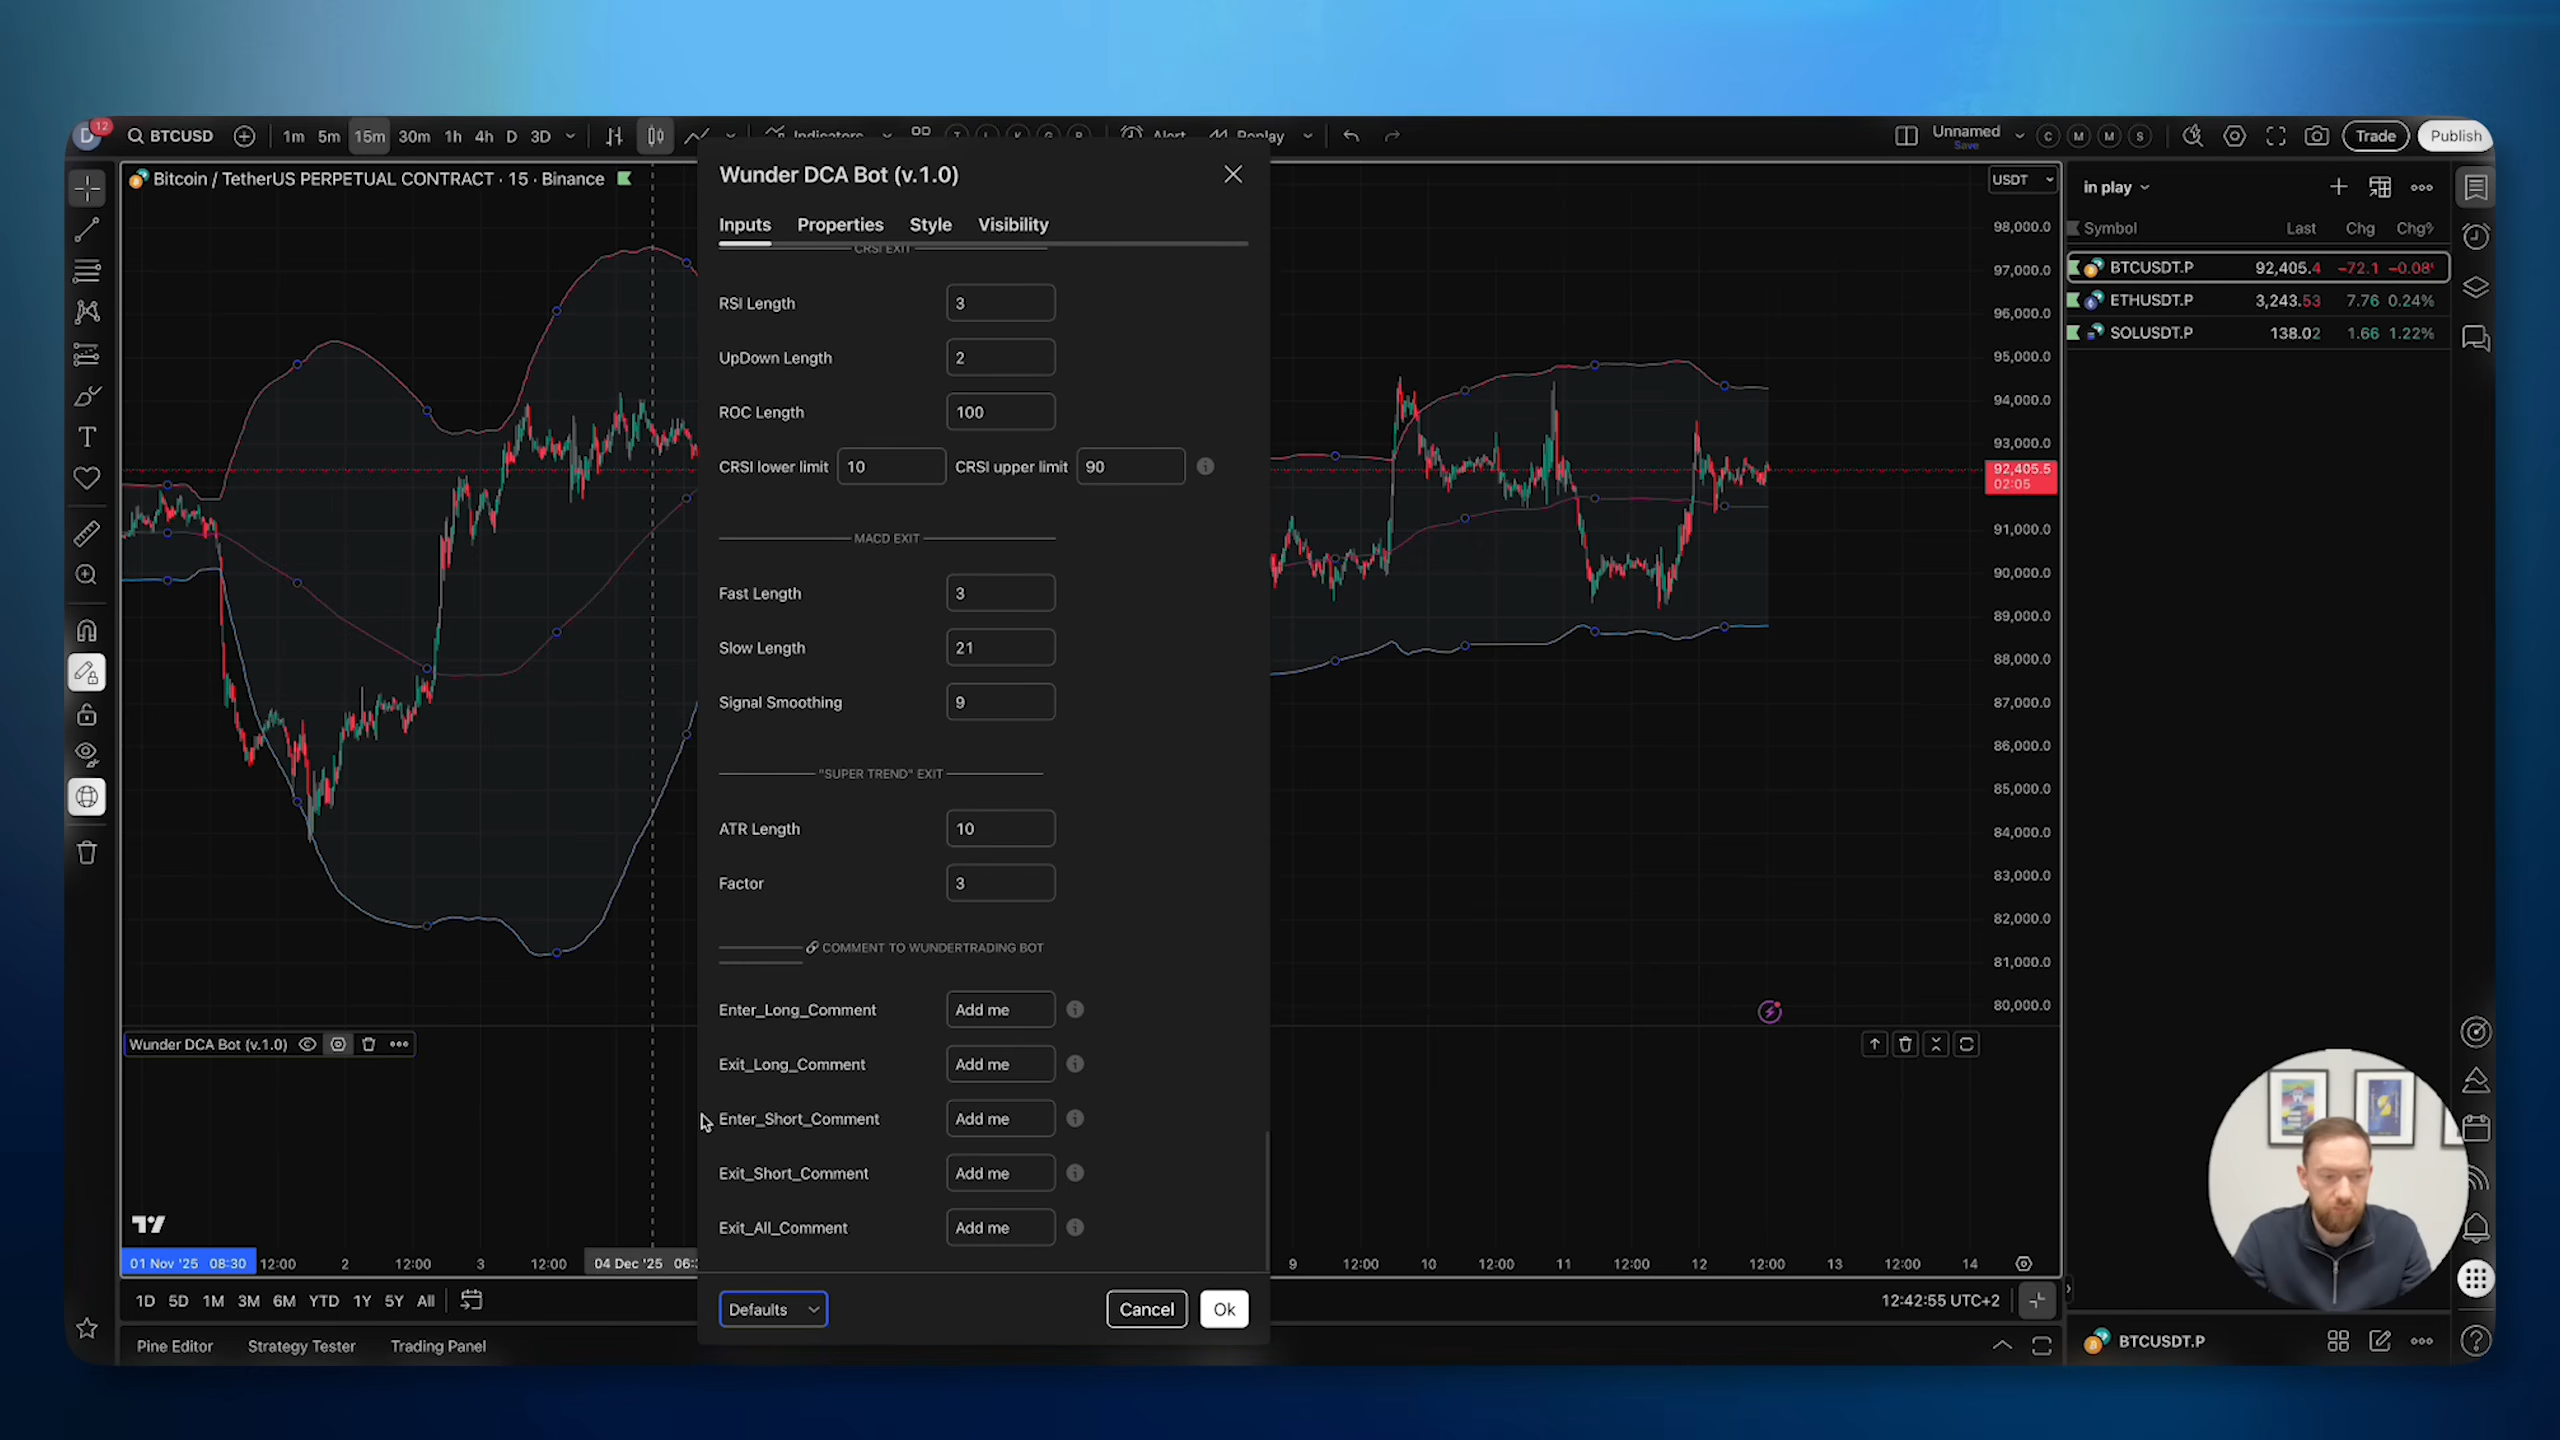 D 12 BTCUSD 1m 5m 15m 30m 1h 4h D 3D Indicators Alert Replay Unnamed Save C M M S Trade Publish
Bitcoin / TetherUS PERPETUAL CONTRACT · 15 · Binance
USDT
98,000.0
97,000.0
96,000.0
95,000.0
94,000.0
93,000.0
92,405.5
02:05
91,000.0
90,000.0
89,000.0
88,000.0
87,000.0
86,000.0
85,000.0
84,000.0
83,000.0
82,000.0
81,000.0
80,000.0
Wunder DCA Bot (v.1.0)
Inputs Properties Style Visibility
CRSI EXIT
RSI Length 3
UpDown Length 2
ROC Length 100
CRSI lower limit 10 CRSI upper limit 90
MACD EXIT
Fast Length 3
Slow Length 21
Signal Smoothing 9
"SUPER TREND" EXIT
ATR Length 10
Factor 3
COMMENT TO WUNDERTRADING BOT
Enter_Long_Comment Add me
Exit_Long_Comment Add me
Enter_Short_Comment Add me
Exit_Short_Comment Add me
Exit_All_Comment Add me
Defaults Cancel Ok
in play
Symbol Last Chg Chg%
BTCUSDT.P 92,405.4 −72.1 −0.08
ETHUSDT.P 3,243.53 7.76 0.24%
SOLUSDT.P 138.02 1.66 1.22%
Wunder DCA Bot (v.1.0)
01 Nov '25 08:30 12:00 2 12:00 3 12:00 04 Dec '25 06: 9 12:00 10 12:00 11 12:00 12 12:00 13 12:00 14
1D 5D 1M 3M 6M YTD 1Y 5Y All 12:42:55 UTC+2
Pine Editor Strategy Tester Trading Panel
BTCUSDT.P